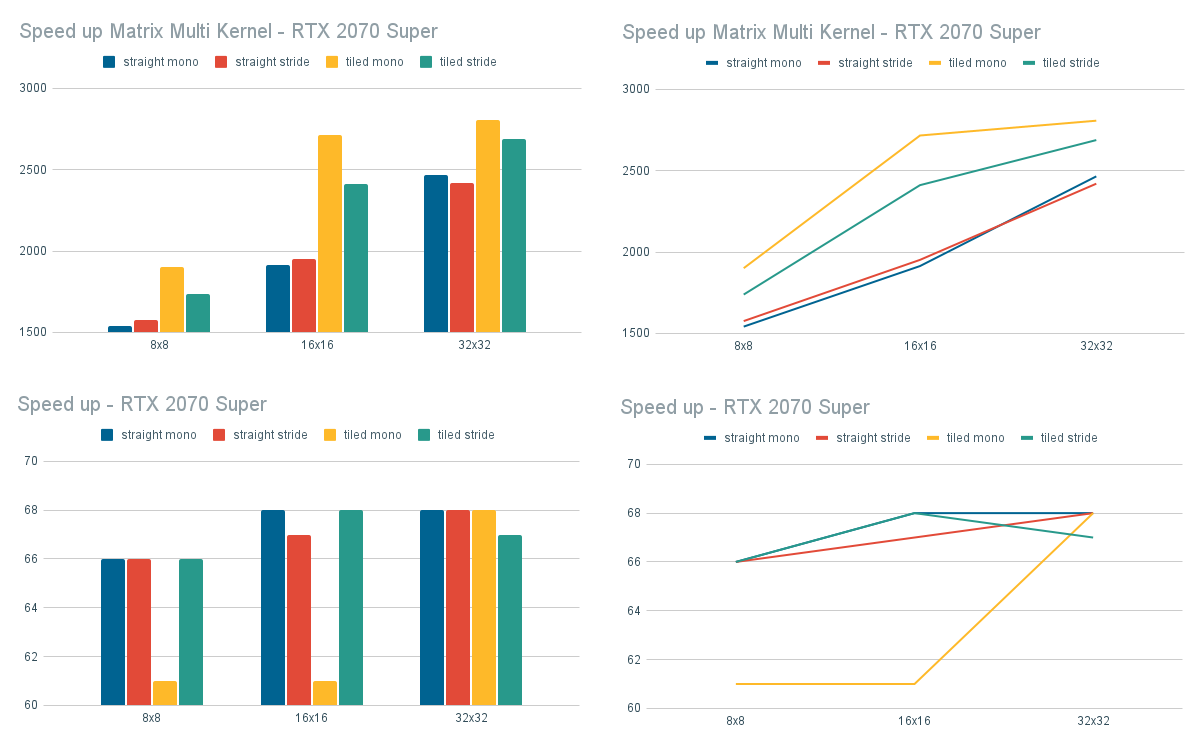 Speed up Matrix Multi Kernel - RTX 2070 Super
straight mono straight stride tiled mono tiled stride
3000
2500
2000
1500
8x8 16x16 32x32
Speed up Matrix Multi Kernel - RTX 2070 Super
straight mono straight stride tiled mono tiled stride
3000
2500
2000
1500
8x8 16x16 32x32
Speed up - RTX 2070 Super
straight mono straight stride tiled mono tiled stride
70
68
66
64
62
60
8x8 16x16 32x32
Speed up - RTX 2070 Super
straight mono straight stride tiled mono tiled stride
70
68
66
64
62
60
8x8 16x16 32x32